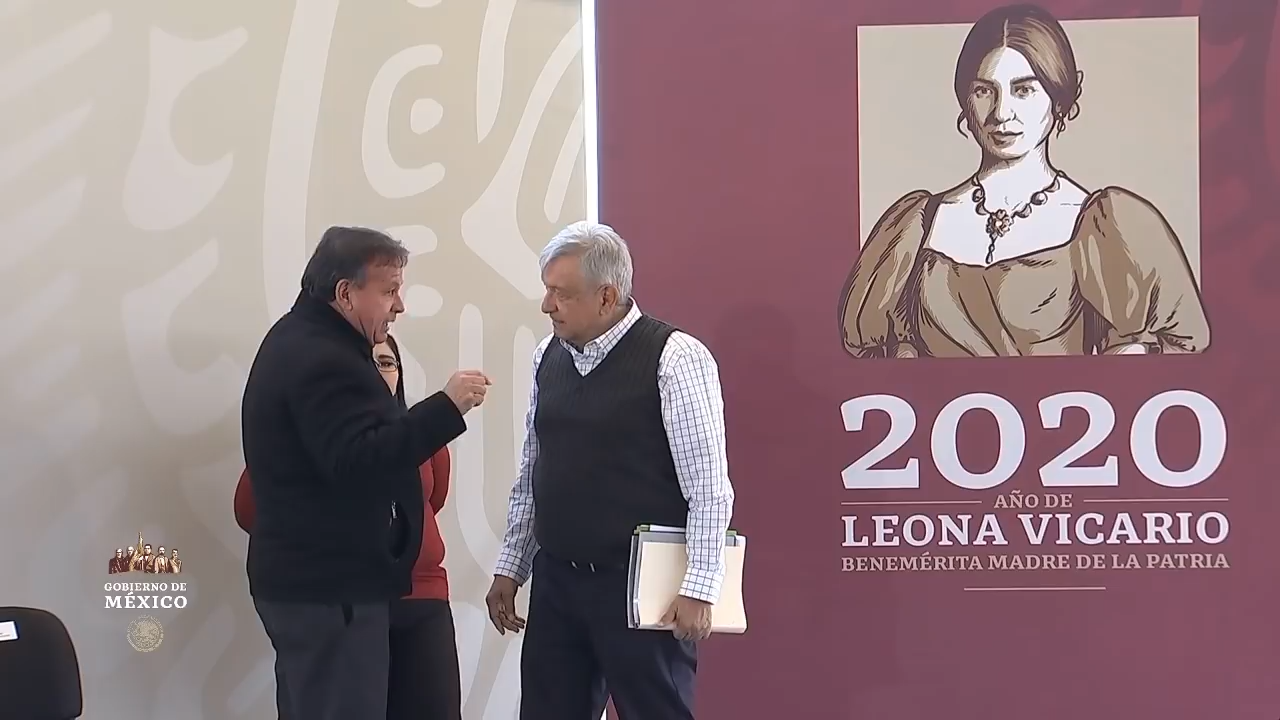 2020
AÑO DE
LEONA VICARIO
BENEMÉRITA MADRE DE LA PATRIA
GOBIERNO DE
MÉXICO